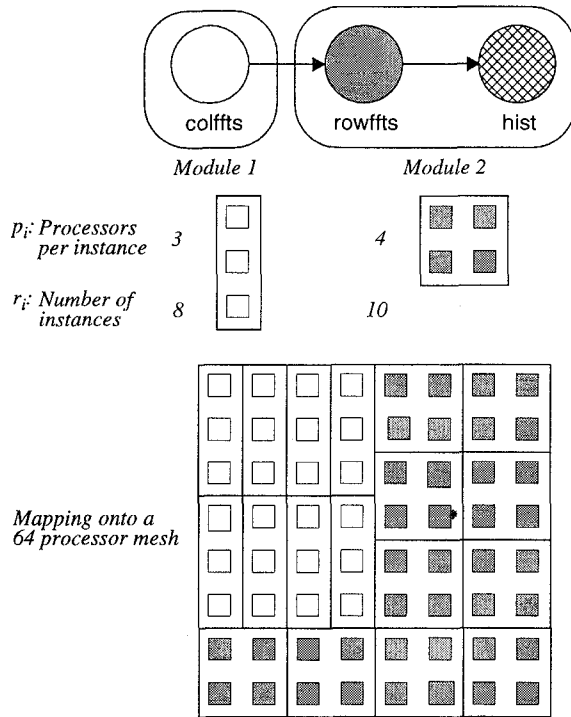 colffts rowffts hist
Module 1 Module 2
pi: Processors
per instance 3 4
ri: Number of
instances 8 10
Mapping onto a
64 processor mesh